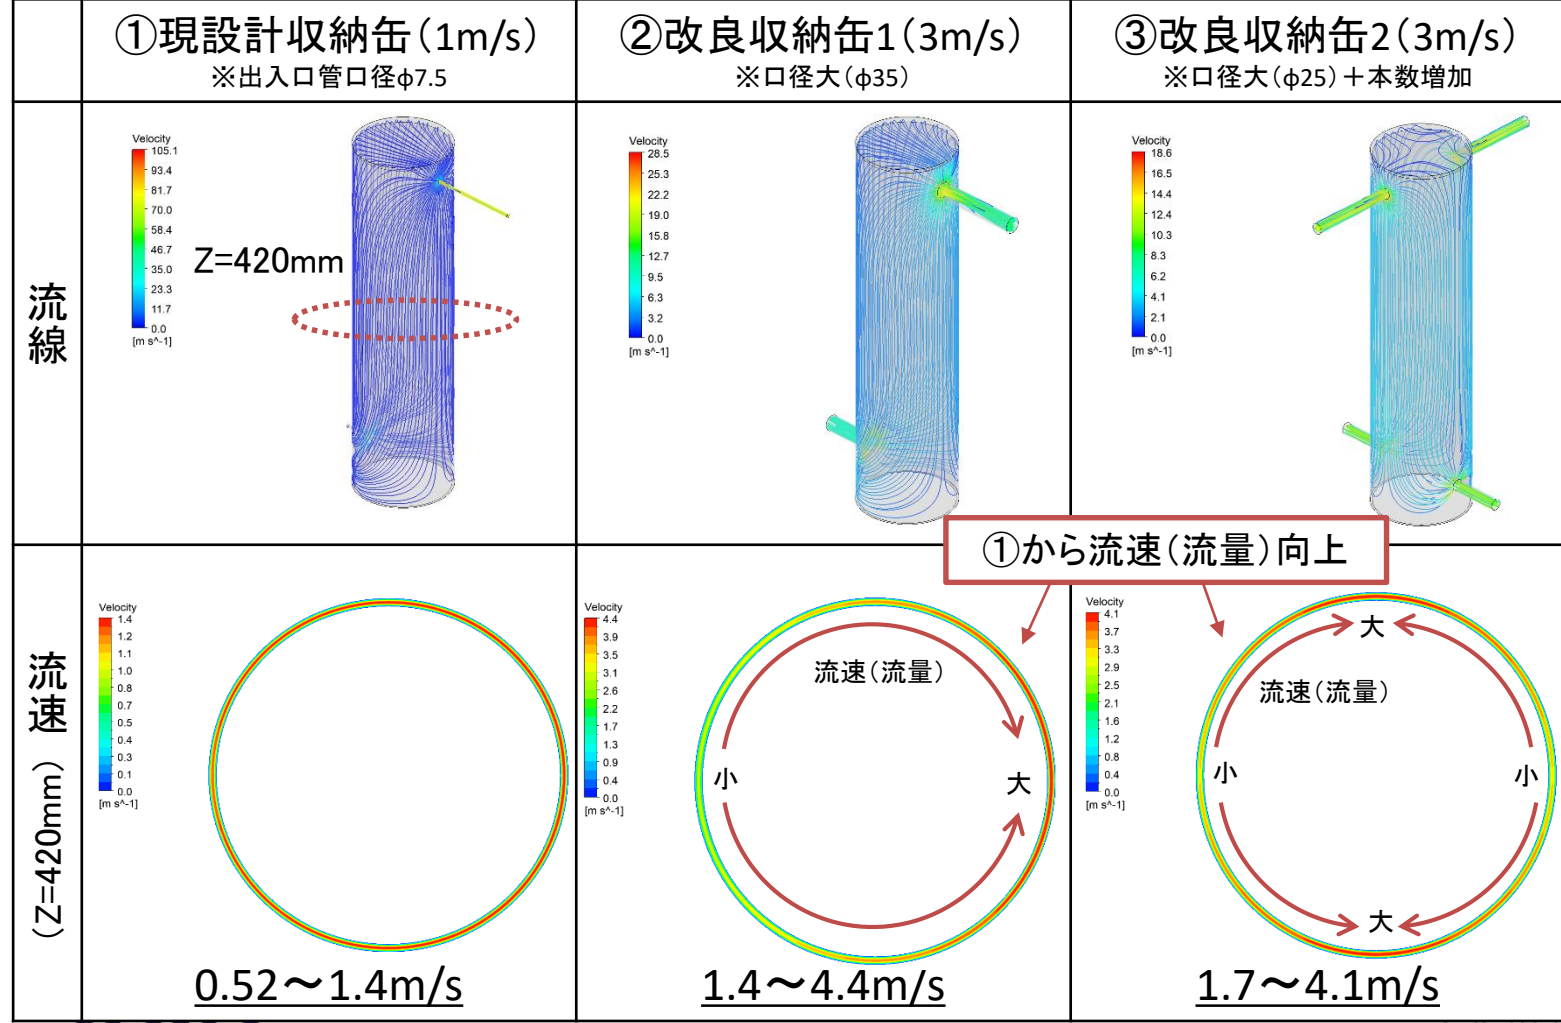 ①現設計収納缶(1m/s)
※出入口管口径φ7.5
②改良収納缶1(3m/s)
※口径大(φ35)
③改良収納缶2(3m/s)
※口径大(φ25)+本数増加
流線
Velocity
105.1
93.4
81.7
70.0
58.4
46.7
35.0
23.3
11.7
0.0
[m s^-1]
Z=420mm
Velocity
28.5
25.3
22.2
19.0
15.8
12.7
9.5
6.3
3.2
0.0
[m s^-1]
Velocity
18.6
16.5
14.4
12.4
10.3
8.3
6.2
4.1
2.1
0.0
[m s^-1]
①から流速(流量)向上
流速
(Z=420mm)
Velocity
1.4
1.2
1.1
1.0
0.8
0.7
0.5
0.4
0.3
0.1
0.0
[m s^-1]
0.52~1.4m/s
Velocity
4.4
3.9
3.5
3.1
2.6
2.2
1.7
1.3
0.9
0.4
0.0
[m s^-1]
流速(流量)
小
大
1.4~4.4m/s
Velocity
4.1
3.7
3.3
2.9
2.5
2.1
1.6
1.2
0.8
0.4
0.0
[m s^-1]
大
流速(流量)
小
小
大
1.7~4.1m/s